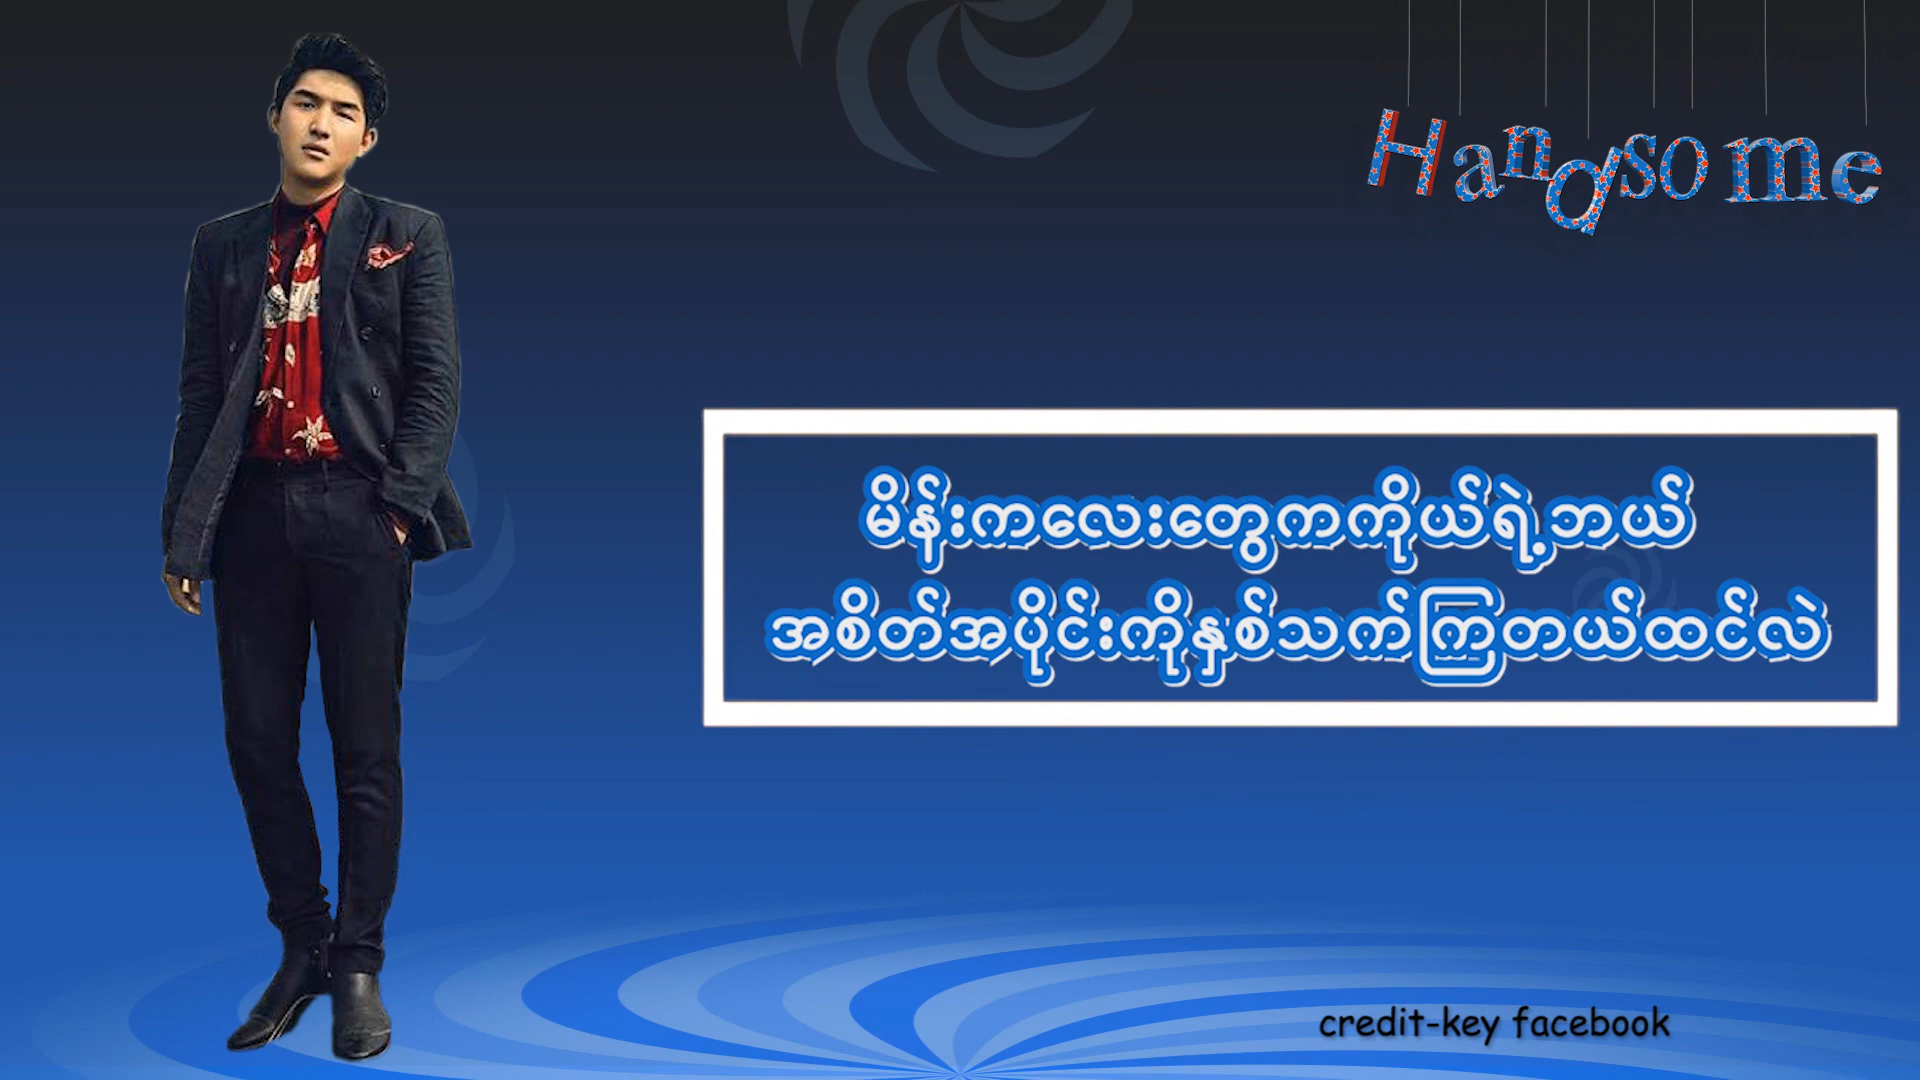 Handsome
မိန်းကလေးတွေကကိုယ်ရဲ့ဘယ်
အစိတ်အပိုင်းကိုနှစ်သက်ကြတယ်ထင်လဲ
credit-key facebook